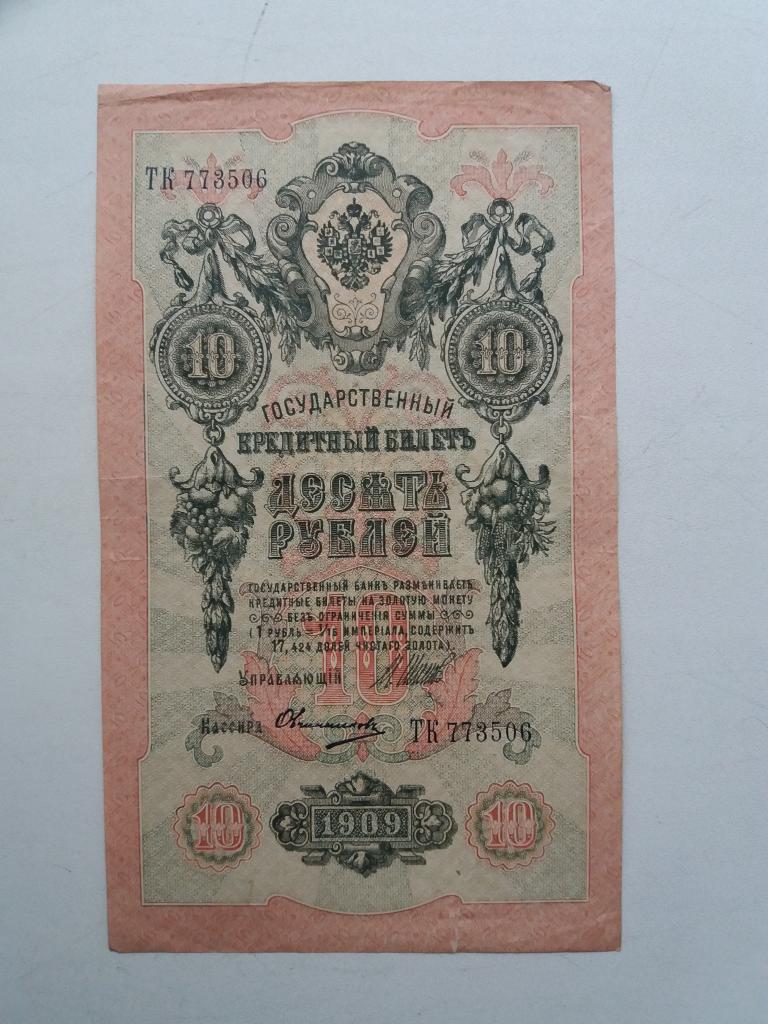 ТК 773506
10 10
ГОСУДАРСТВЕННЫЙ
КРЕДИТНЫЙ БИЛЕТЪ
ДЕСЯТЬ
РУБЛЕЙ
ГОСУДАРСТВЕННЫЙ БАНКЪ РАЗМѢНИВАЕТЪ
КРЕДИТНЫЕ БИЛЕТЫ НА ЗОЛОТУЮ МОНЕТУ
БЕЗЪ ОГРАНИЧЕНІЯ СУММЫ
(1 РУБЛЬ = 1/15 ИМПЕРІАЛА, СОДЕРЖИТЪ
17,424 ДОЛЕЙ ЧИСТАГО ЗОЛОТА).
10
УПРАВЛЯЮЩІЙ
КАССИРЪ Овчинниковъ ТК 773506
10 1909 10